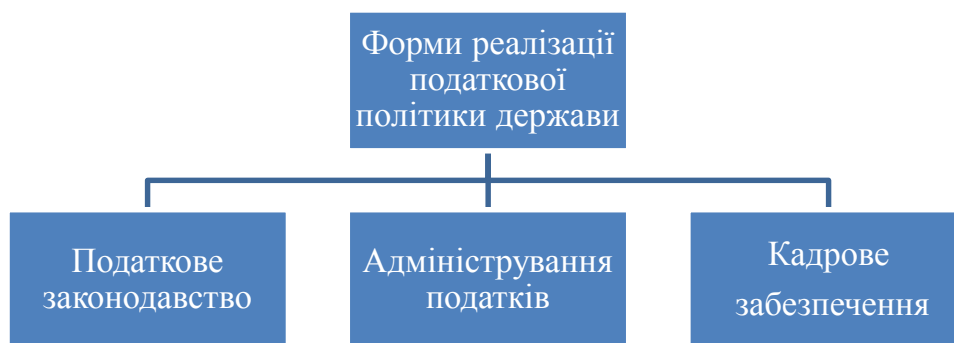 Форми реалізації
податкової
політики держави
Податкове
законодавство
Адміністрування
податків
Кадрове
забезпечення